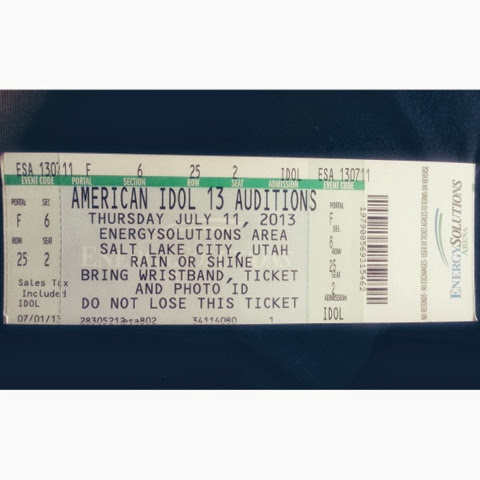 ESA 130711 F 6 25 2 IDOL ESA 130711
EVENT CODE PORTAL SECTION ROW SEAT ADMISSION EVENT CODE
AMERICAN IDOL 13 AUDITIONS
THURSDAY JULY 11, 2013
ENERGYSOLUTIONS AREA
SALT LAKE CITY, UTAH
RAIN OR SHINE
BRING WRISTBAND, TICKET
AND PHOTO ID
DO NOT LOSE THIS TICKET
PORTAL SEC
F 6
ROW SEAT
25 2
Sales Tax
Included
IDOL
07/01/13
esa802 34114080 1
PORTAL
F
SEC
6
ROW
25
SEAT
2
ADMISSION
IDOL
ENERGYSOLUTIONS
ARENA